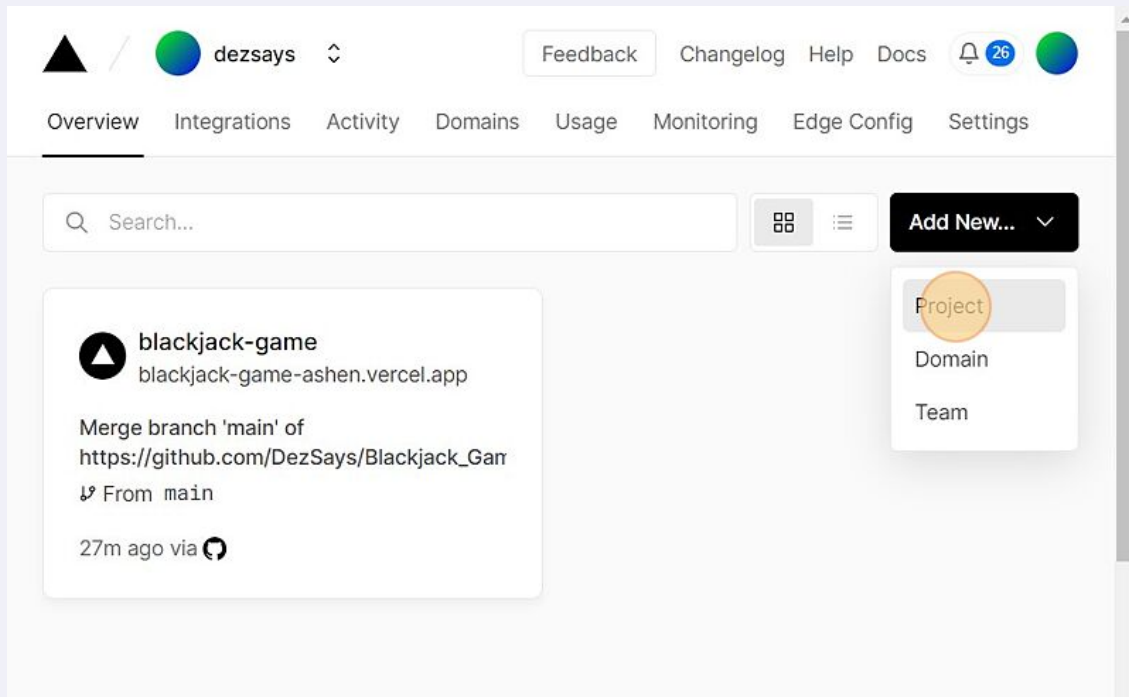 dezsays
Feedback
Changelog
Help
Docs
26
Overview
Integrations
Activity
Domains
Usage
Monitoring
Edge Config
Settings
Search...
Add New...
Project
Domain
Team
blackjack-game
blackjack-game-ashen.vercel.app
Merge branch 'main' of
https://github.com/DezSays/Blackjack_Gam
From main
27m ago via